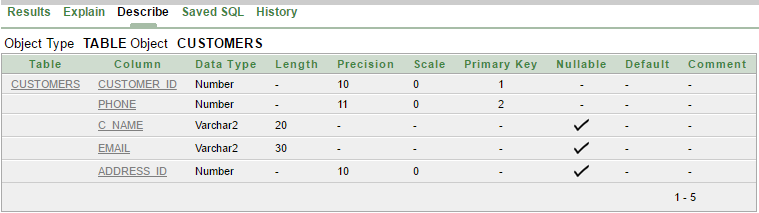 Results Explain Describe Saved SQL History
Object Type TABLE Object CUSTOMERS
Table Column Data Type Length Precision Scale Primary Key Nullable Default Comment
CUSTOMERS CUSTOMER_ID Number - 10 0 1 - - -
PHONE Number - 11 0 2 - - -
C_NAME Varchar2 20 - - - ✓ - -
EMAIL Varchar2 30 - - - ✓ - -
ADDRESS_ID Number - 10 0 - ✓ - -
1 - 5